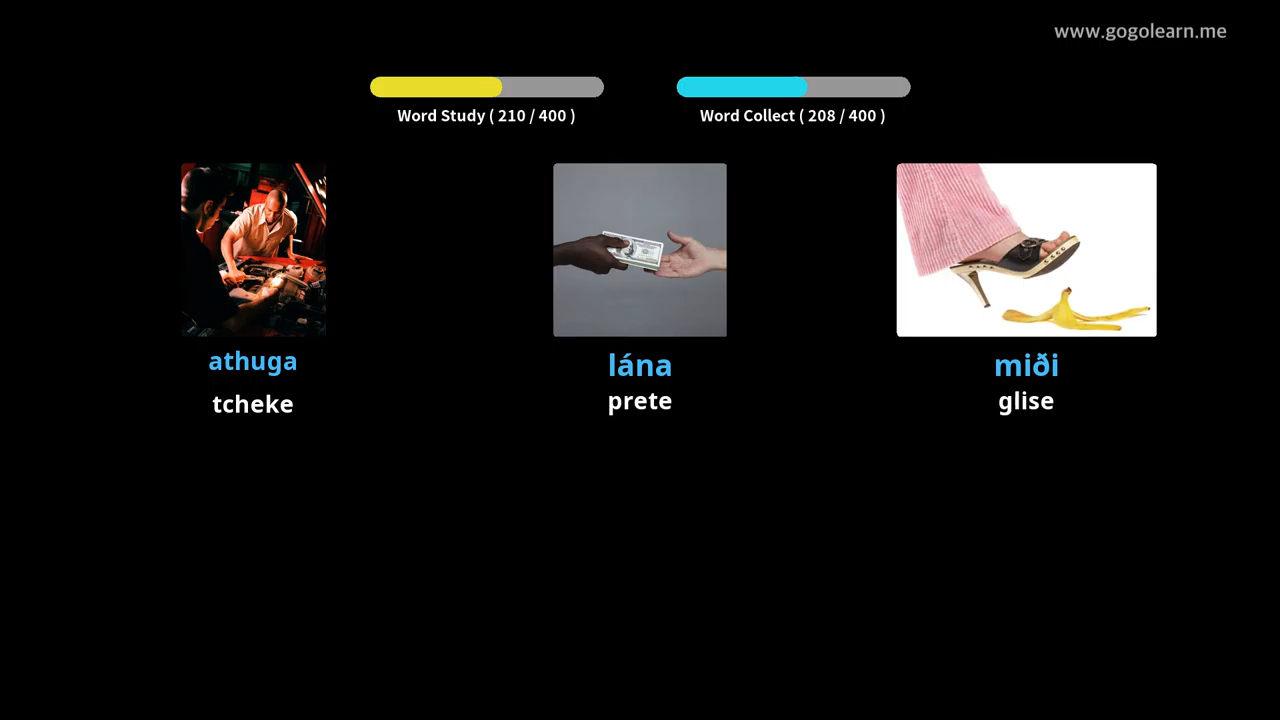 www.gogolearn.me
Word Study ( 210 / 400 )
Word Collect ( 208 / 400 )
athuga
tcheke
lána
prete
miði
glise